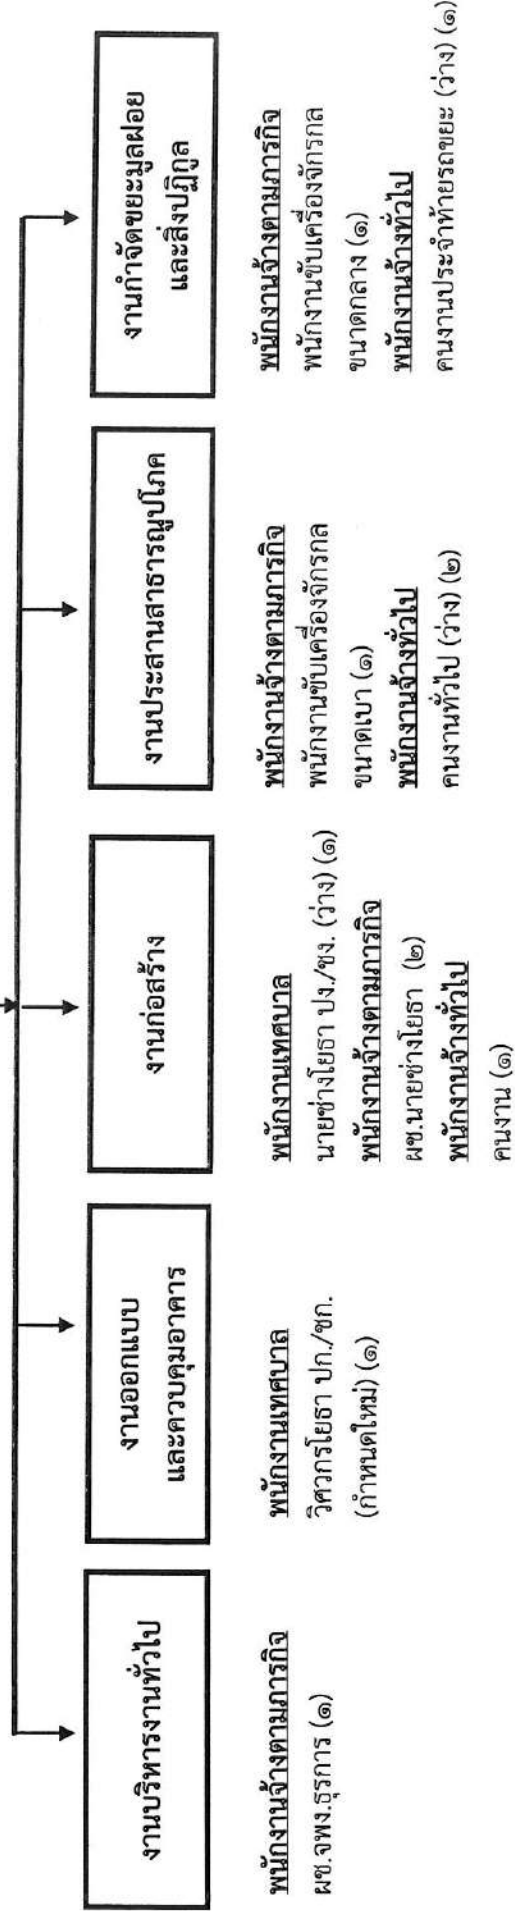 งานบริหารงานทั่วไป
พนักงานจ้างตามภารกิจ
ผช.จพง.ธุรการ (๑)
งานออกแบบ
และควบคุมอาคาร
พนักงานเทศบาล
วิศวกรโยธา ปก./ชก.
(กำหนดใหม่) (๑)
งานก่อสร้าง
พนักงานเทศบาล
นายช่างโยธา ปง./ชง. (ว่าง) (๑)
พนักงานจ้างตามภารกิจ
ผช.นายช่างโยธา (๒)
พนักงานจ้างทั่วไป
คนงาน (๑)
งานประสานสาธารณูปโภค
พนักงานจ้างตามภารกิจ
พนักงานขับเครื่องจักรกล
ขนาดเบา (๑)
พนักงานจ้างทั่วไป
คนงานทั่วไป (ว่าง) (๒)
งานกำจัดขยะมูลฝอย
และสิ่งปฏิกูล
พนักงานจ้างตามภารกิจ
พนักงานขับเครื่องจักรกล
ขนาดกลาง (๑)
พนักงานจ้างทั่วไป
คนงานประจำท้ายรถขยะ (ว่าง) (๑)